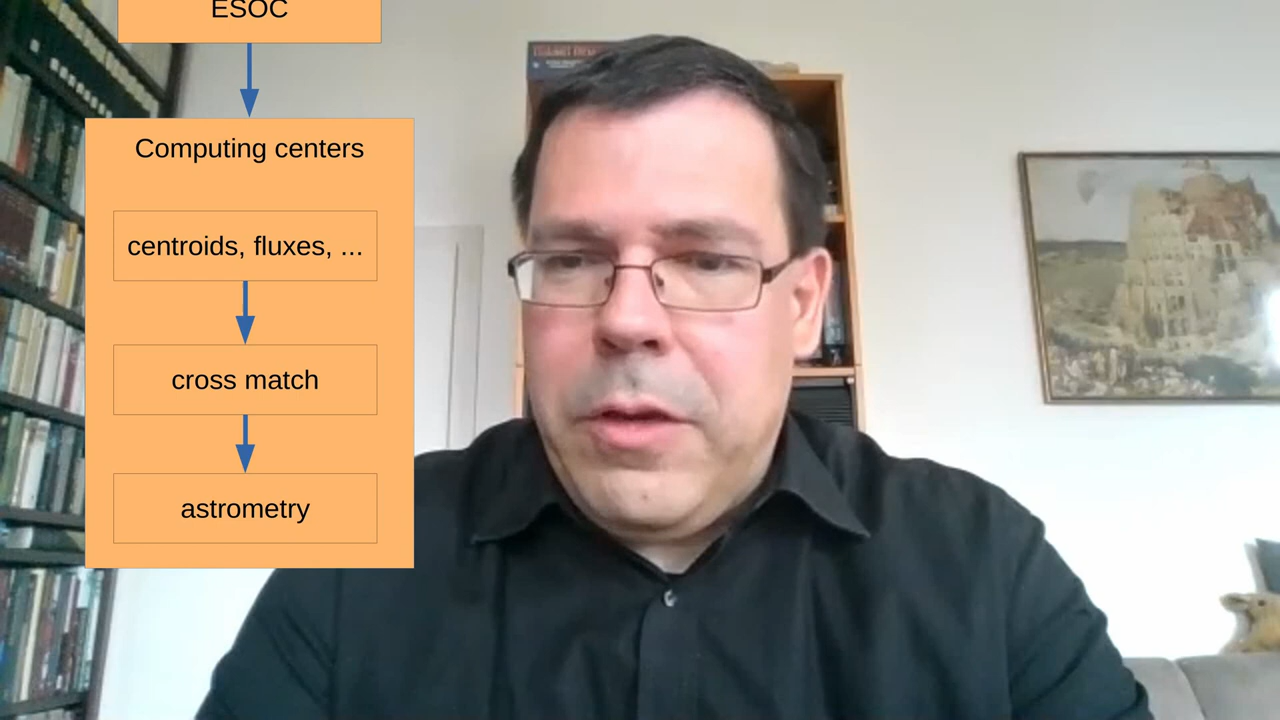 ESOC
Computing centers
centroids, fluxes, ...
cross match
astrometry